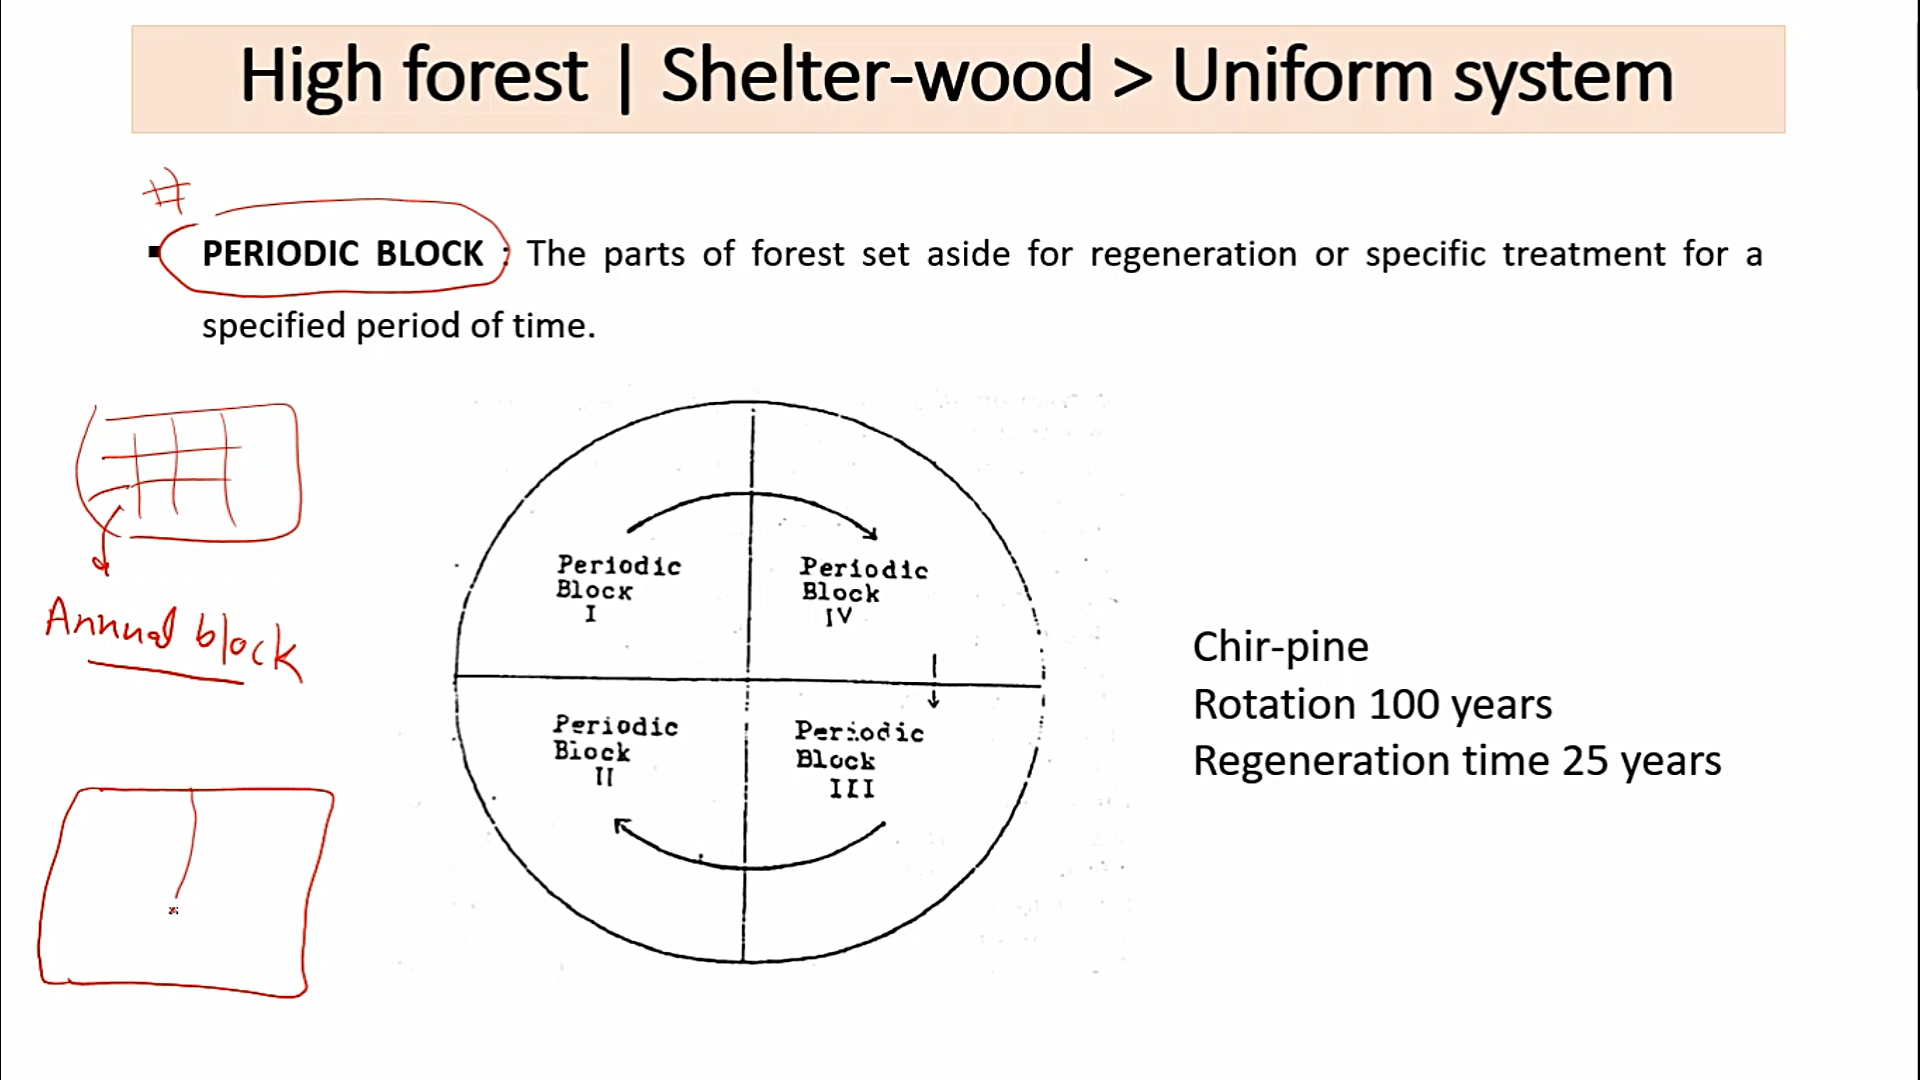 High forest | Shelter-wood > Uniform system
#
▪ PERIODIC BLOCK : The parts of forest set aside for regeneration or specific treatment for a
specified period of time.
Periodic
Block
I
Periodic
Block
IV
Periodic
Block
II
Periodic
Block
III
Annual block
Chir-pine
Rotation 100 years
Regeneration time 25 years